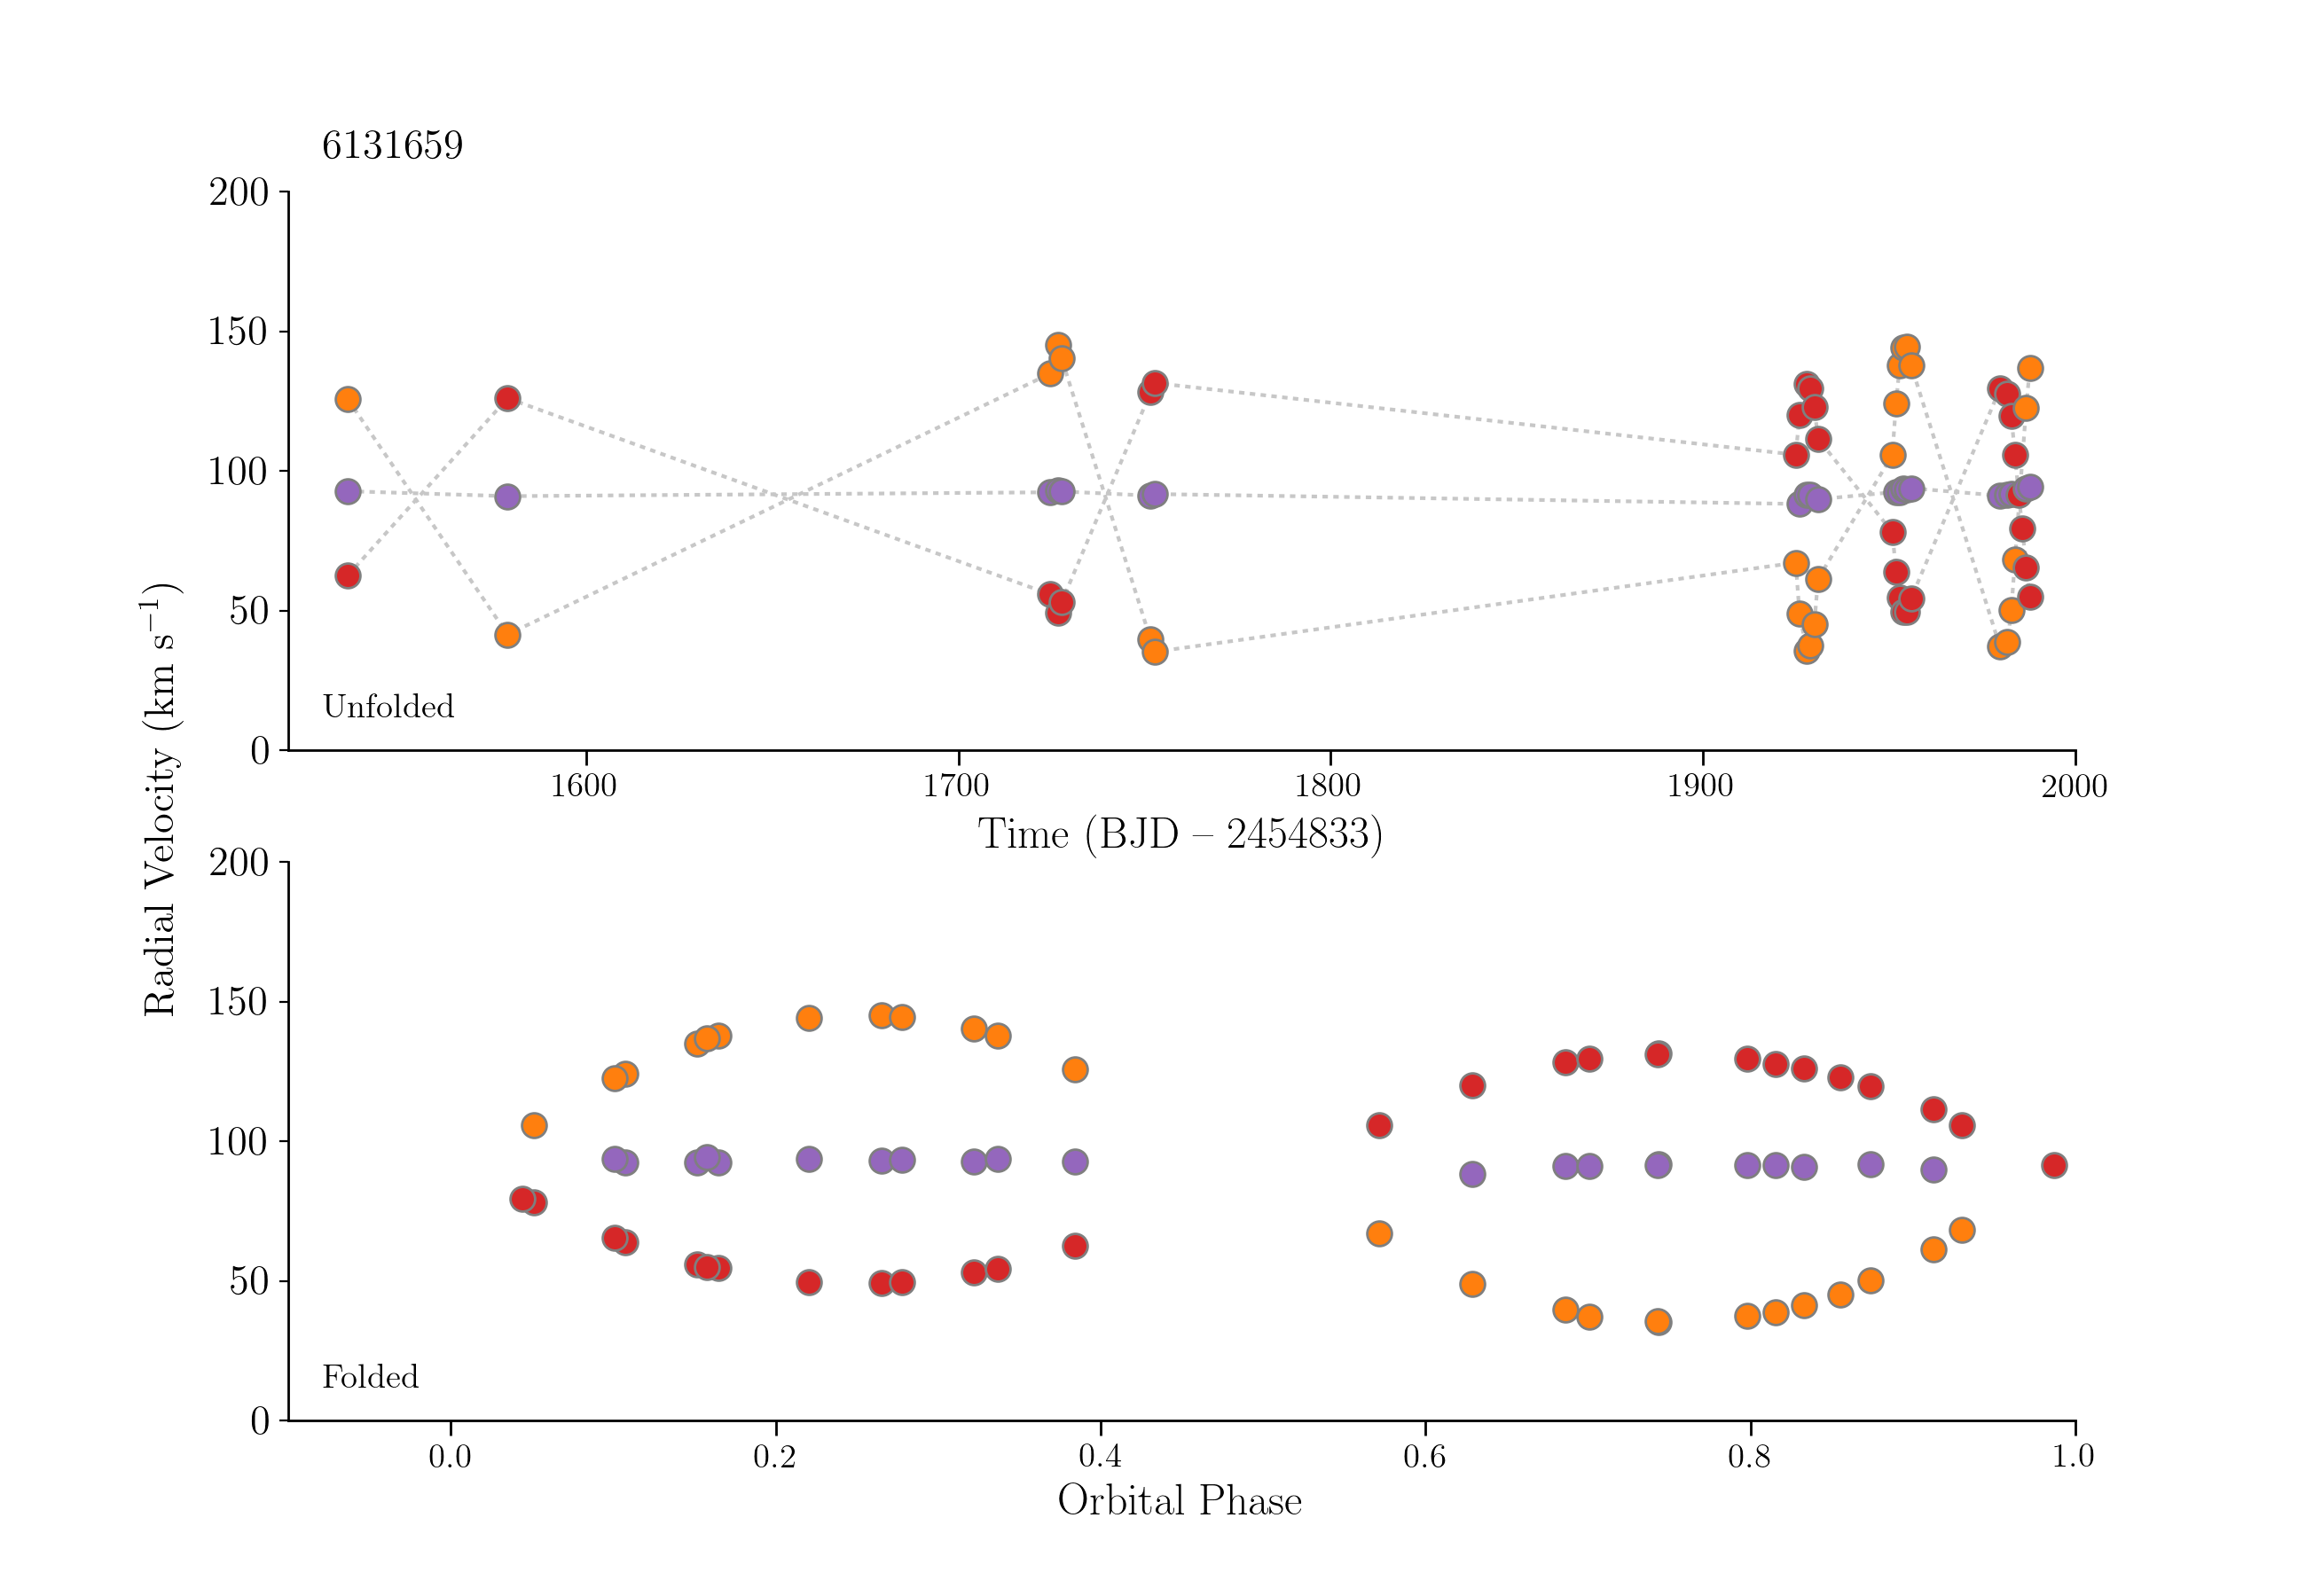 6131659
200
150
100
50
0
Unfolded
1600 1700 1800 1900 2000
Time (BJD – 2454833)
Radial Velocity (km s⁻¹)
200
150
100
50
0
Folded
0.0 0.2 0.4 0.6 0.8 1.0
Orbital Phase